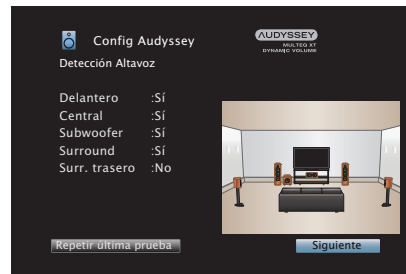 Config Audyssey
AUDYSSEY
MULTEQ XT
DYNAMIC VOLUME
Detección Altavoz
Delantero :Sí
Central :Sí
Subwoofer :Sí
Surround :Sí
Surr. trasero :No
Repetir última prueba
Siguiente